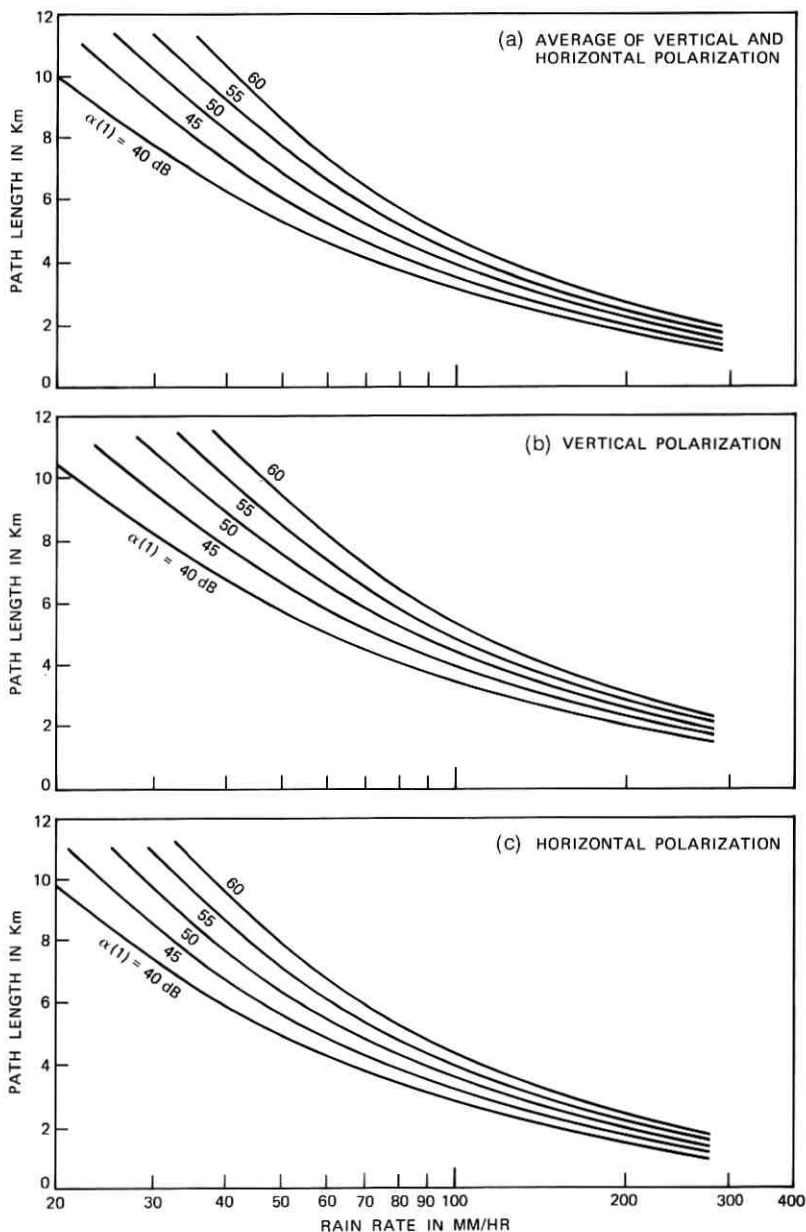 (a) AVERAGE OF VERTICAL AND
HORIZONTAL POLARIZATION
PATH LENGTH IN Km
12
10
8
6
4
2
0
60
55
50
45
α(1) = 40 dB
(b) VERTICAL POLARIZATION
PATH LENGTH IN Km
12
10
8
6
4
2
0
60
55
50
45
α(1) = 40 dB
(c) HORIZONTAL POLARIZATION
PATH LENGTH IN Km
12
10
8
6
4
2
0
60
55
50
45
α(1) = 40 dB
20 30 40 50 60 70 80 90 100 200 300 400
RAIN RATE IN MM/HR